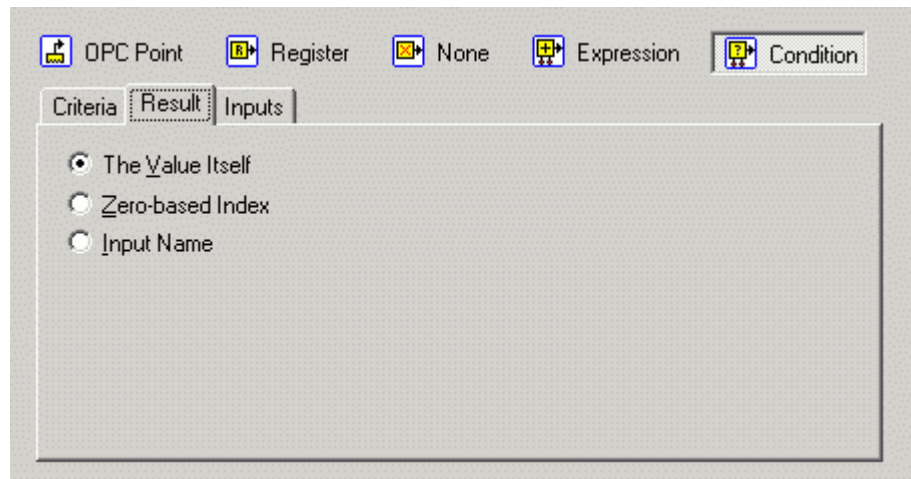 OPC Point Register None Expression Condition
Criteria Result Inputs
The Value Itself
Zero-based Index
Input Name